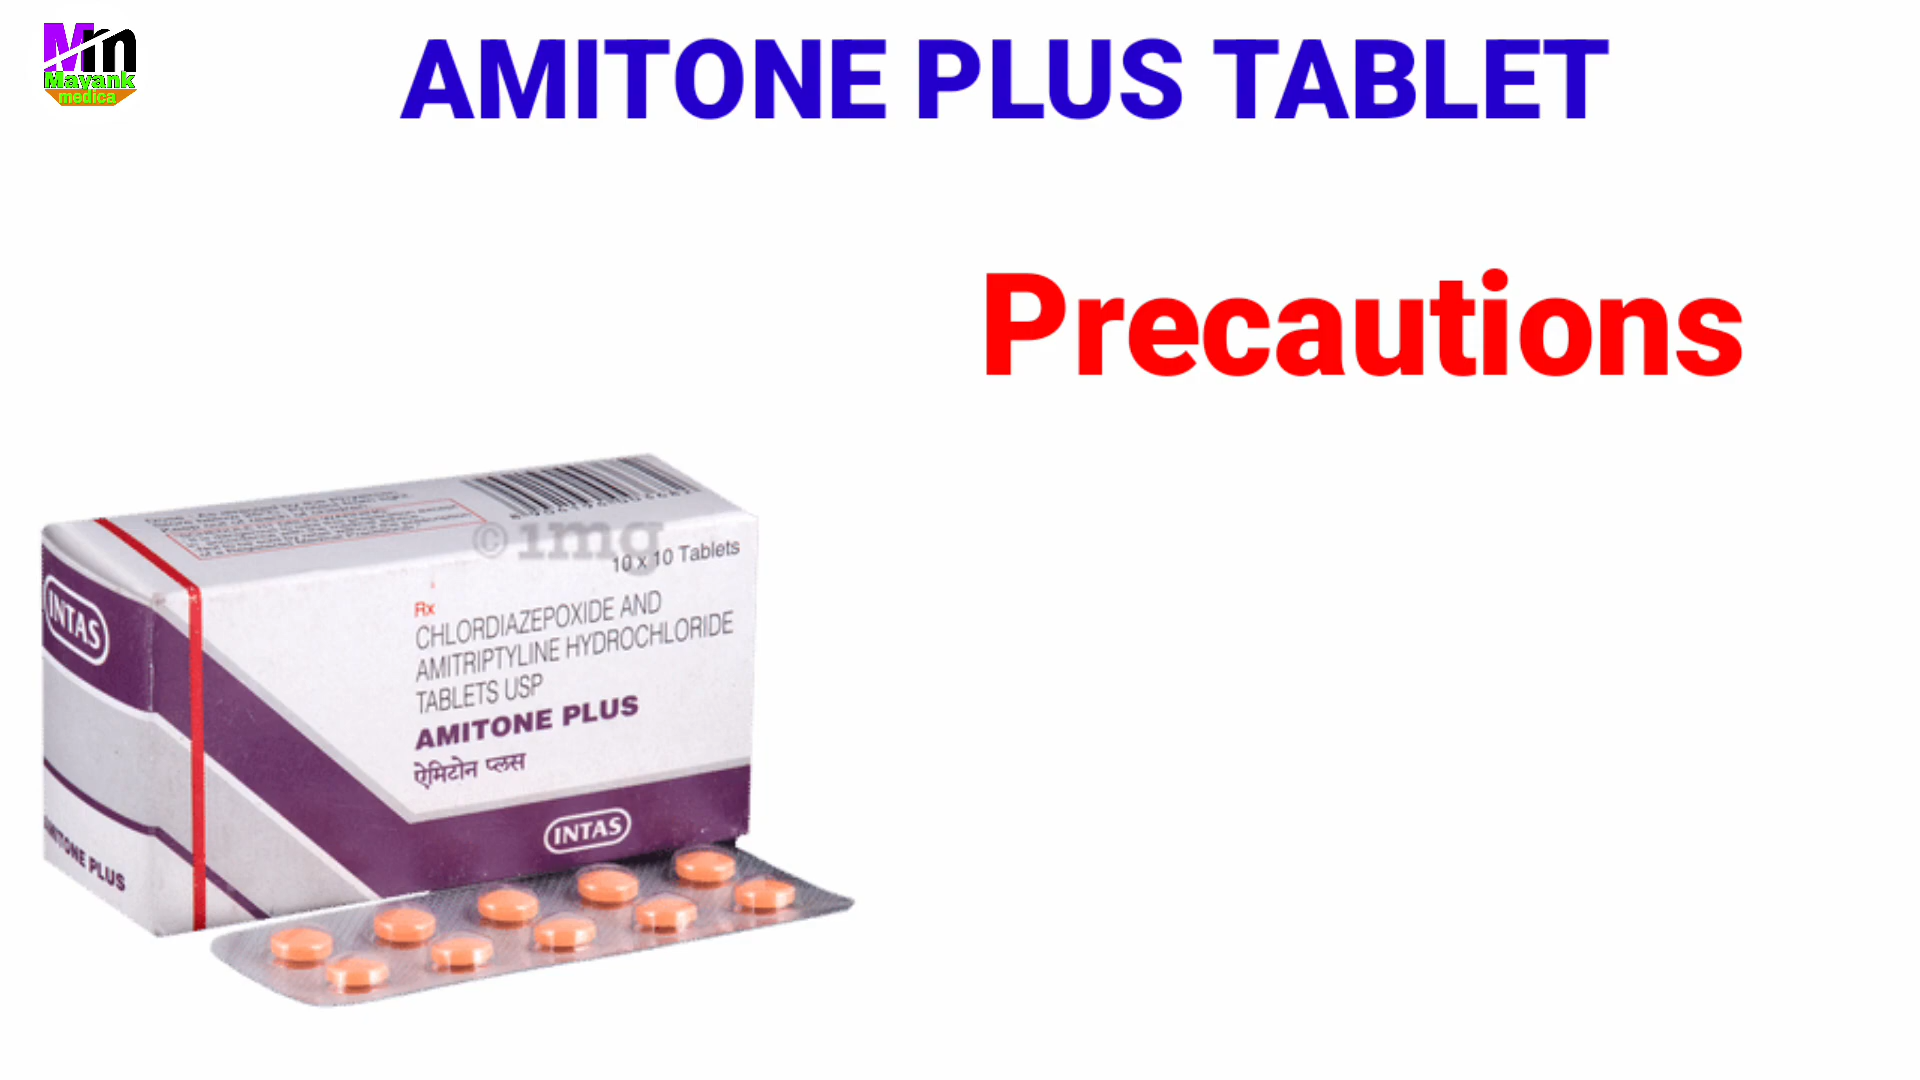 Mm
Mayank
medica
AMITONE PLUS TABLET
Precautions
©1mg
10 x 10 Tablets
Rx
CHLORDIAZEPOXIDE AND
AMITRIPTYLINE HYDROCHLORIDE
TABLETS USP
AMITONE PLUS
ऐमिटोन प्लस
INTAS
INTAS
AMITONE PLUS